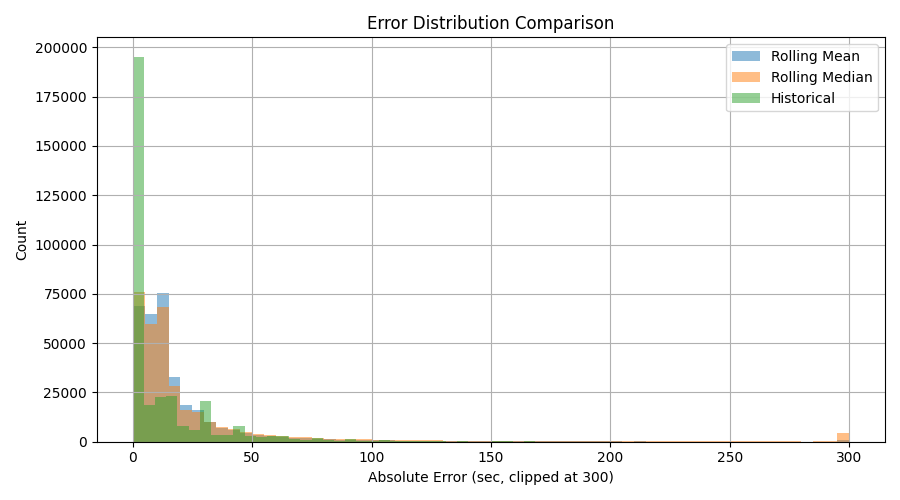 Error Distribution Comparison
200000
175000
150000
125000
100000
75000
50000
25000
0
Count
Rolling Mean
Rolling Median
Historical
0 50 100 150 200 250 300
Absolute Error (sec, clipped at 300)